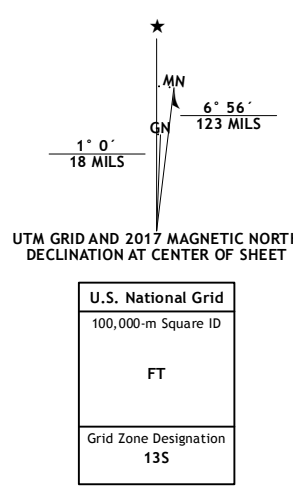 ★
MN
GN
6° 56´
123 MILS
1° 0´
18 MILS
UTM GRID AND 2017 MAGNETIC NORTH
DECLINATION AT CENTER OF SHEET
U.S. National Grid
100,000-m Square ID
FT
Grid Zone Designation
13S